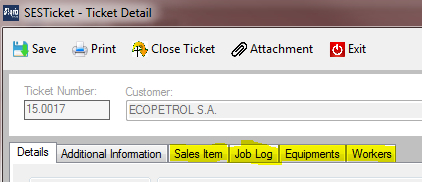 SESTicket - Ticket Detail
Save Print Close Ticket Attachment Exit
Ticket Number: Customer:
15.0017 ECOPETROL S.A.
Details Additional Information Sales Item Job Log Equipments Workers